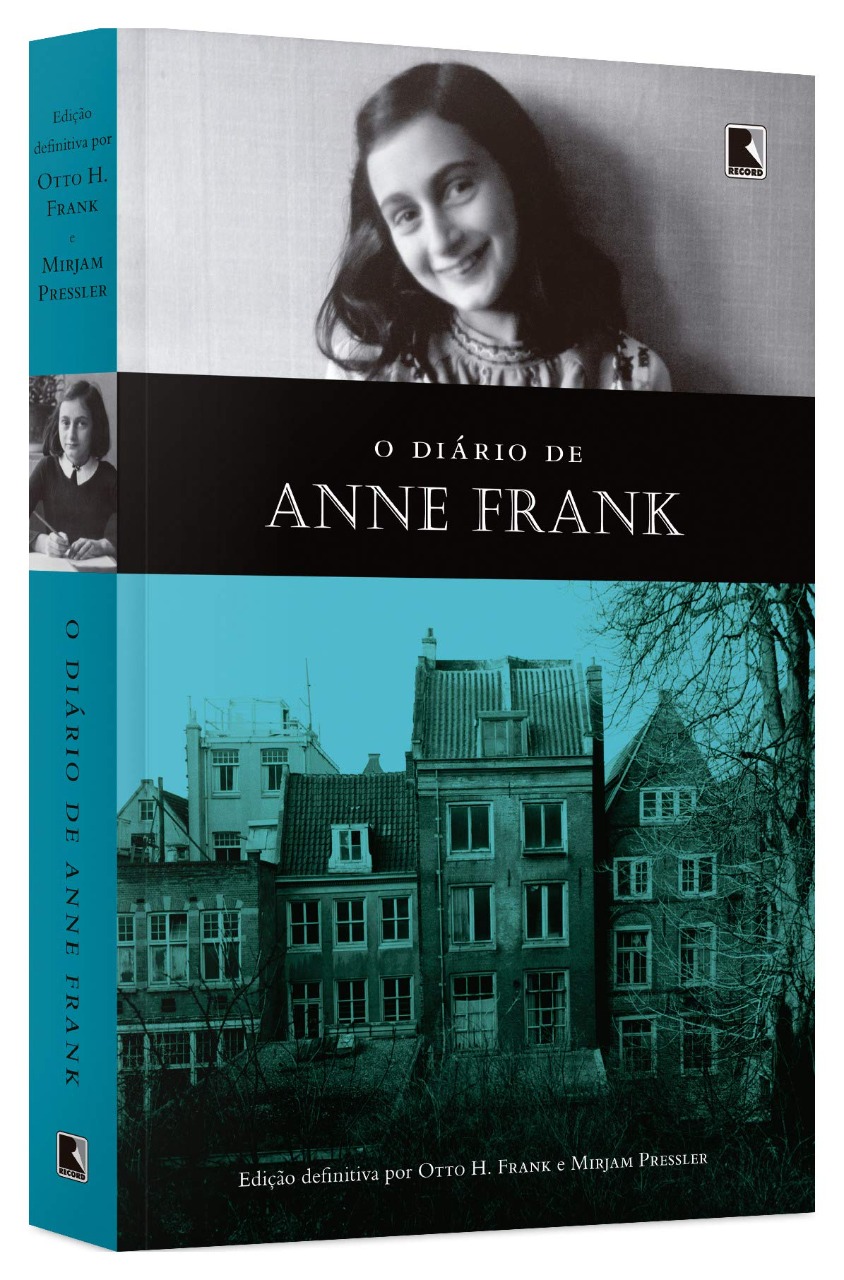 Edição
definitiva por
OTTO H.
FRANK
e
MIRJAM
PRESSLER
O DIÁRIO DE ANNE FRANK
RECORD
RECORD
O DIÁRIO DE
ANNE FRANK
Edição definitiva por OTTO H. FRANK e MIRJAM PRESSLER